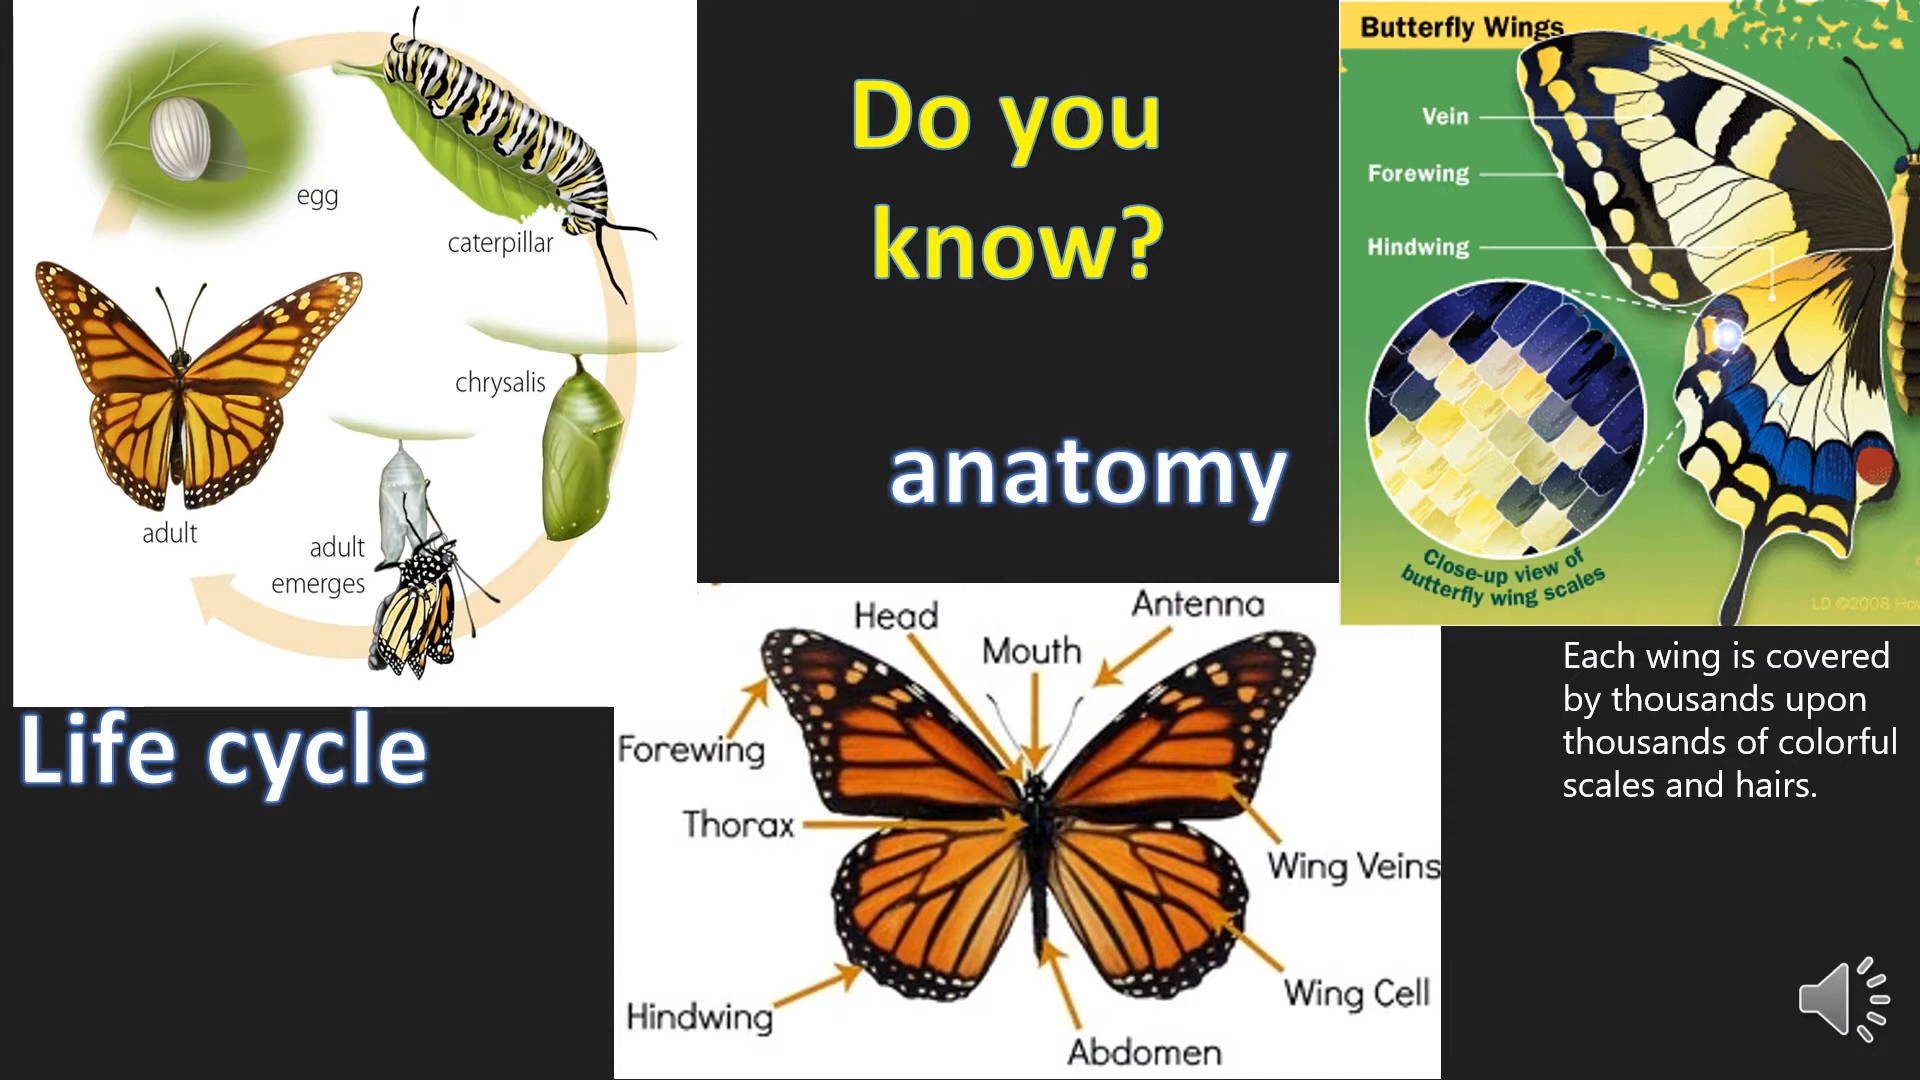 egg
caterpillar
chrysalis
adult
emerges
adult
Life cycle
Do you
know?
anatomy
Head
Antenna
Mouth
Forewing
Thorax
Wing Veins
Wing Cell
Hindwing
Abdomen
Butterfly Wings
Vein
Forewing
Hindwing
Close-up view of
butterfly wing scales
LD ©2008
Each wing is covered
by thousands upon
thousands of colorful
scales and hairs.